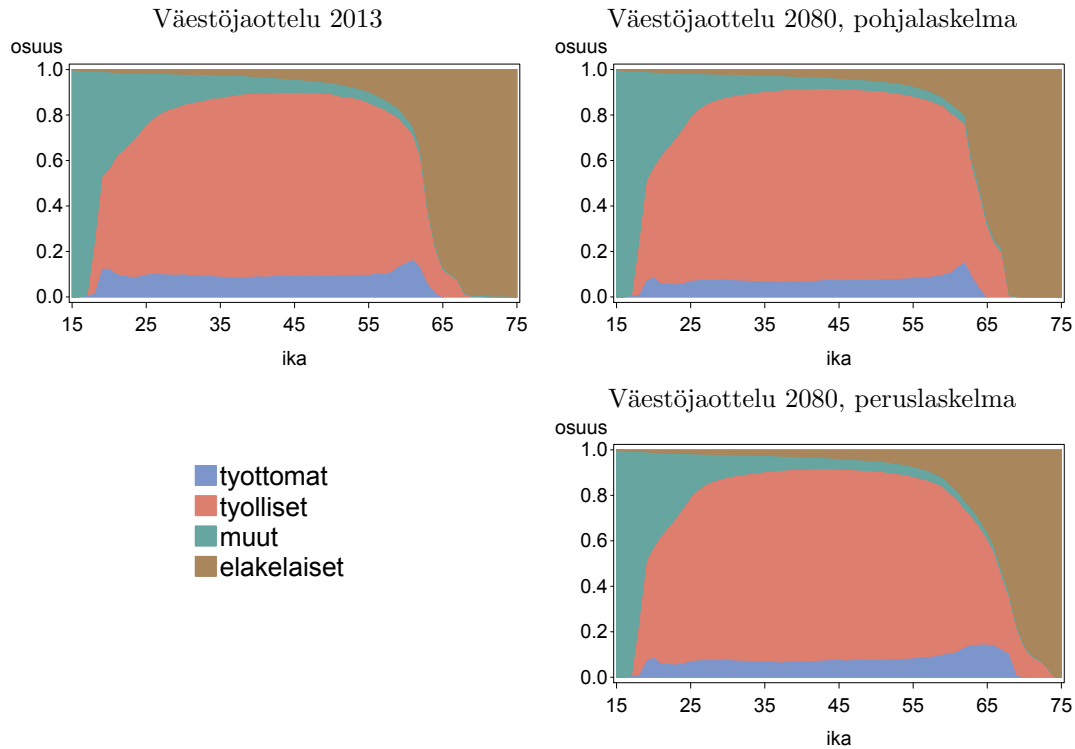 Väestöjaottelu 2013
osuus
1.0
0.8
0.6
0.4
0.2
0.0
15 25 35 45 55 65 75
ika
Väestöjaottelu 2080, pohjalaskelma
osuus
1.0
0.8
0.6
0.4
0.2
0.0
15 25 35 45 55 65 75
ika
tyottomat
tyolliset
muut
elakelaiset
Väestöjaottelu 2080, peruslaskelma
osuus
1.0
0.8
0.6
0.4
0.2
0.0
15 25 35 45 55 65 75
ika